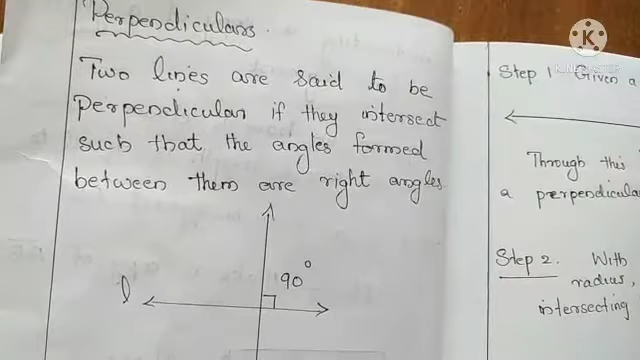 Perpendiculars.
Two lines are said to be
perpendicular if they intersect
such that the angles formed
between them are right angles
90°
l
Step 1 Given a
Through this
a perpendicular
Step 2. With
radius,
intersecting
K
KINEMASTER